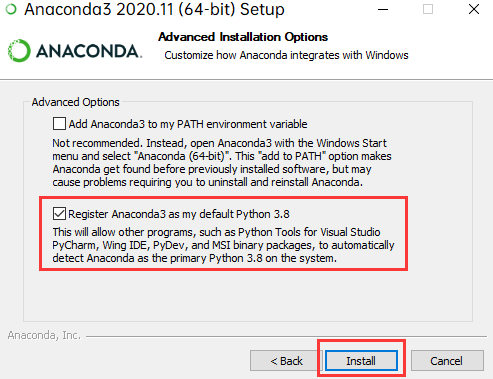 Anaconda3 2020.11 (64-bit) Setup
ANACONDA.
Advanced Installation Options
Customize how Anaconda integrates with Windows
Advanced Options
Add Anaconda3 to my PATH environment variable
Not recommended. Instead, open Anaconda3 with the Windows Start
menu and select "Anaconda (64-bit)". This "add to PATH" option makes
Anaconda get found before previously installed software, but may
cause problems requiring you to uninstall and reinstall Anaconda.
Register Anaconda3 as my default Python 3.8
This will allow other programs, such as Python Tools for Visual Studio
PyCharm, Wing IDE, PyDev, and MSI binary packages, to automatically
detect Anaconda as the primary Python 3.8 on the system.
Anaconda, Inc.
< Back
Install
Cancel